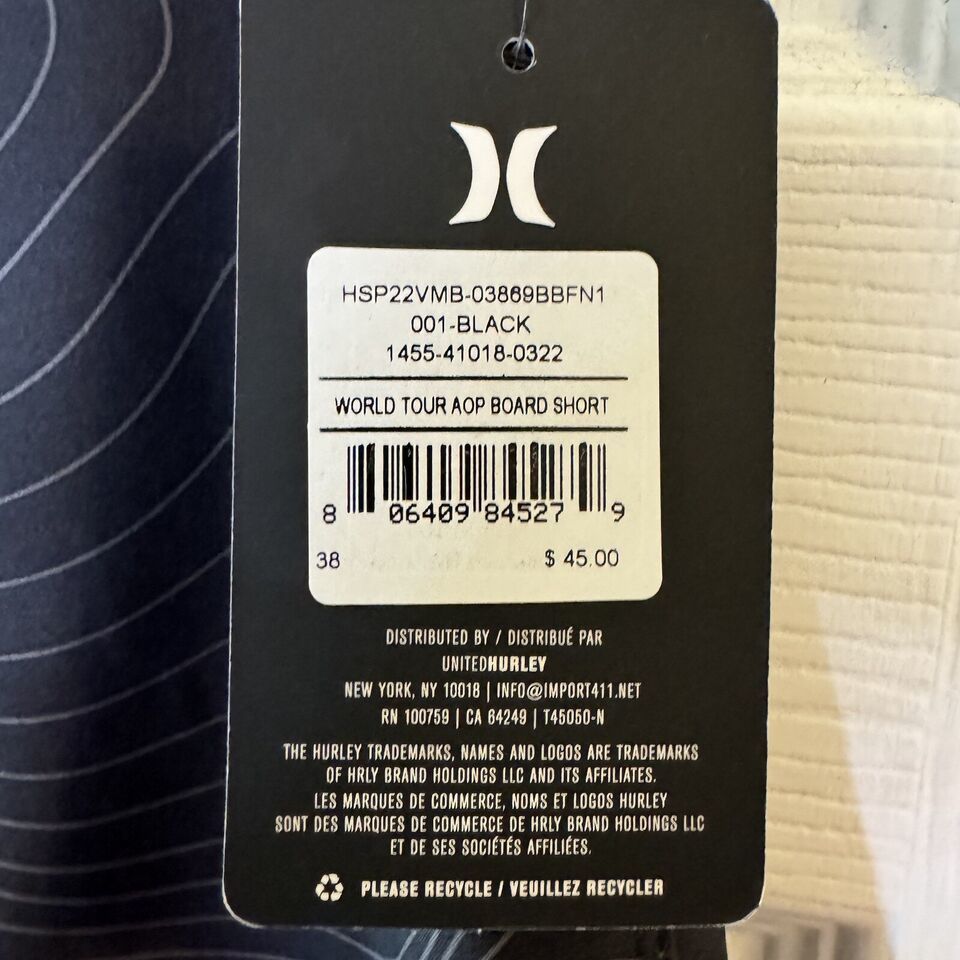 HSP22VMB-03869BBFN1
001-BLACK
1455-41018-0322
WORLD TOUR AOP BOARD SHORT
8 06409 84527 9
38 $ 45.00
DISTRIBUTED BY / DISTRIBUÉ PAR
UNITEDHURLEY
NEW YORK, NY 10018 | INFO@IMPORT411.NET
RN 100759 | CA 64249 | T45050-N
THE HURLEY TRADEMARKS, NAMES AND LOGOS ARE TRADEMARKS
OF HRLY BRAND HOLDINGS LLC AND ITS AFFILIATES.
LES MARQUES DE COMMERCE, NOMS ET LOGOS HURLEY
SONT DES MARQUES DE COMMERCE DE HRLY BRAND HOLDINGS LLC
ET DE SES SOCIÉTÉS AFFILIÉES.
PLEASE RECYCLE / VEUILLEZ RECYCLER